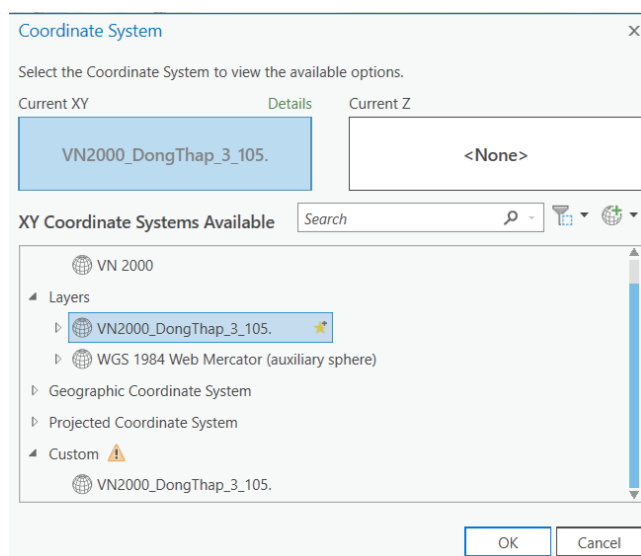 Coordinate System
Select the Coordinate System to view the available options.
Current XY Details Current Z
VN2000_DongThap_3_105. <None>
XY Coordinate Systems Available Search
VN 2000
Layers
VN2000_DongThap_3_105.
WGS 1984 Web Mercator (auxiliary sphere)
Geographic Coordinate System
Projected Coordinate System
Custom
VN2000_DongThap_3_105.
OK Cancel